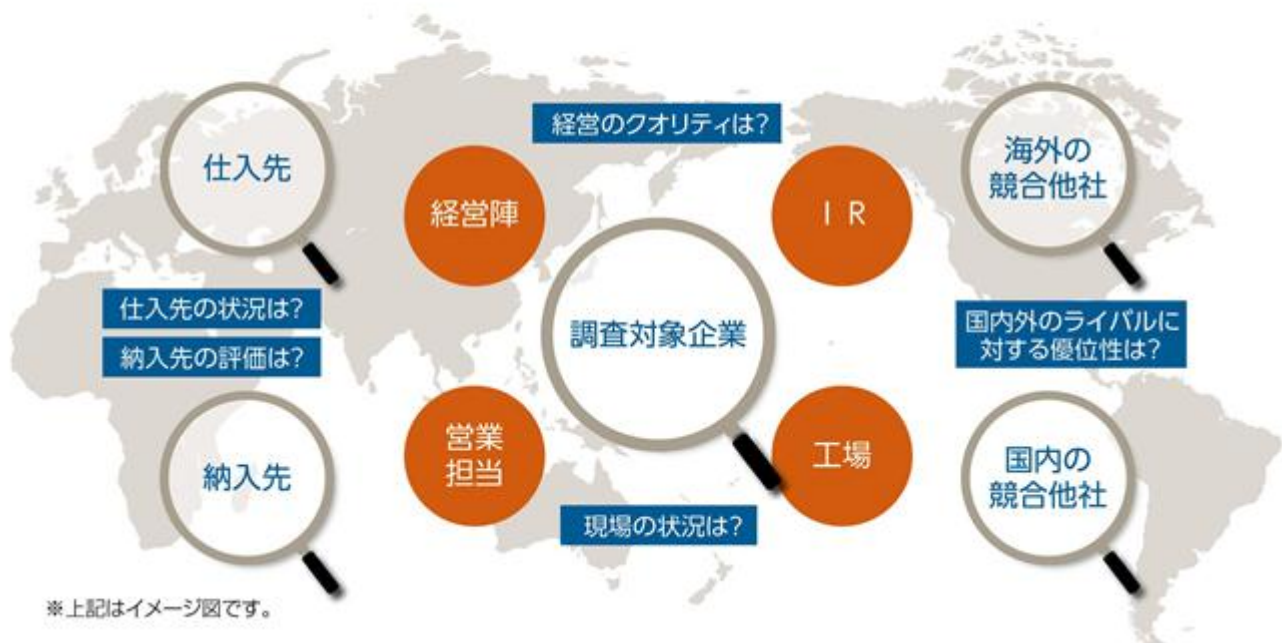 仕入先
仕入先の状況は?
納入先の評価は?
納入先
経営のクオリティは?
経営陣
I R
調査対象企業
営業
担当
工場
現場の状況は?
海外の
競合他社
国内外のライバルに
対する優位性は?
国内の
競合他社
※上記はイメージ図です。